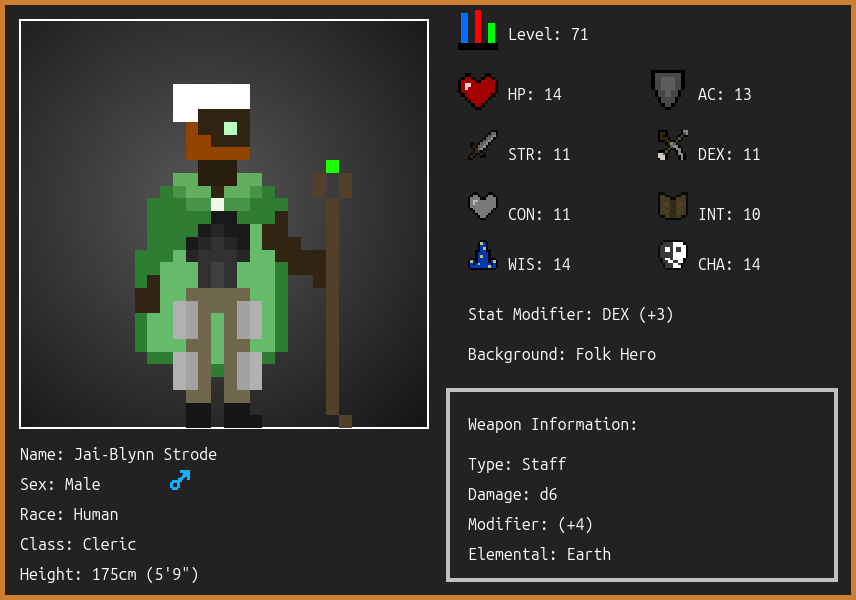 Level: 71
HP: 14
AC: 13
STR: 11
DEX: 11
CON: 11
INT: 10
WIS: 14
CHA: 14
Stat Modifier: DEX (+3)
Background: Folk Hero
Weapon Information:
Type: Staff
Damage: d6
Modifier: (+4)
Elemental: Earth
Name: Jai-Blynn Strode
Sex: Male
Race: Human
Class: Cleric
Height: 175cm (5'9")